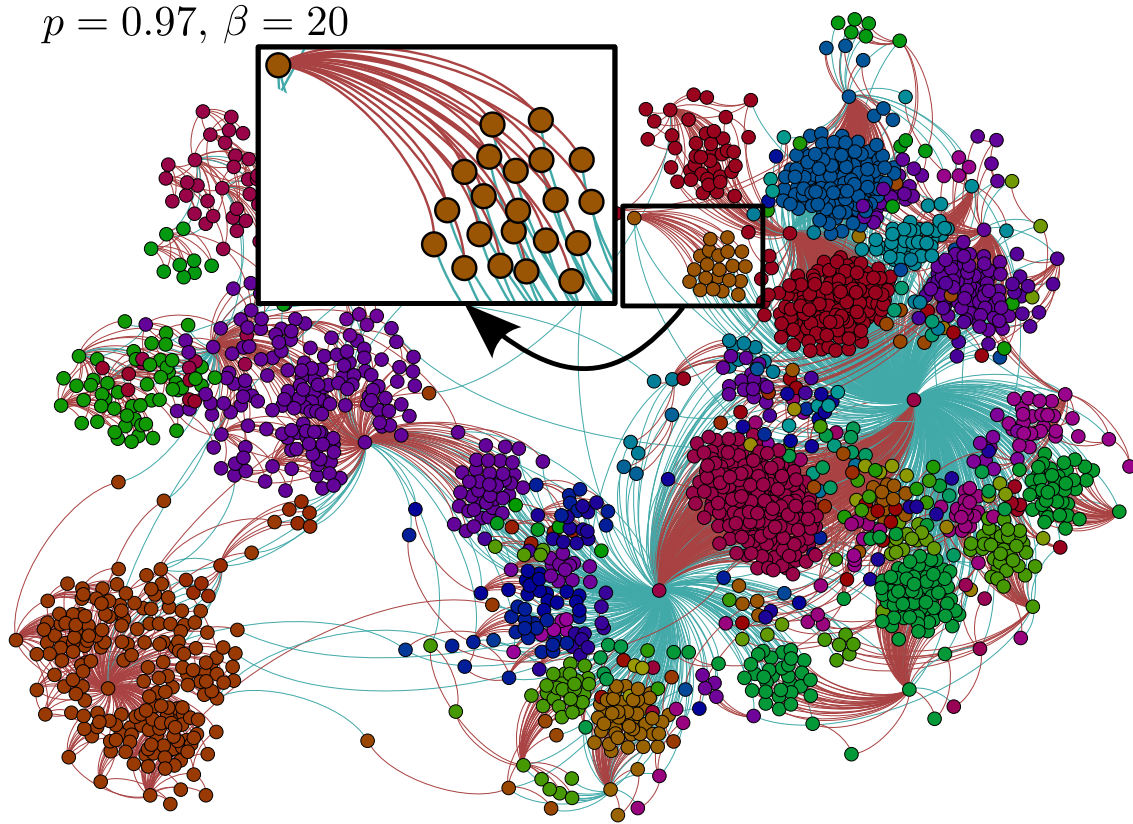 p = 0.97, β = 20